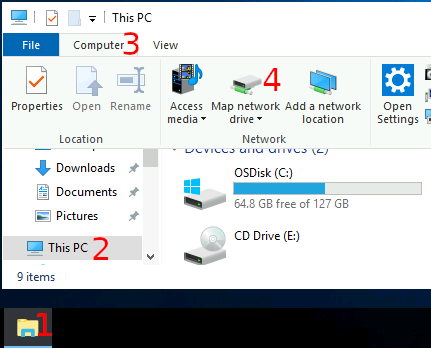 This PC
File
Computer 3
View
4
Properties
Open
Rename
Access media
Map network drive
Add a network location
Open Settings
Location
Network
Devices and drives (2)
Downloads
Documents
Pictures
This PC 2
OSDisk (C:)
64.8 GB free of 127 GB
CD Drive (E:)
9 items
1